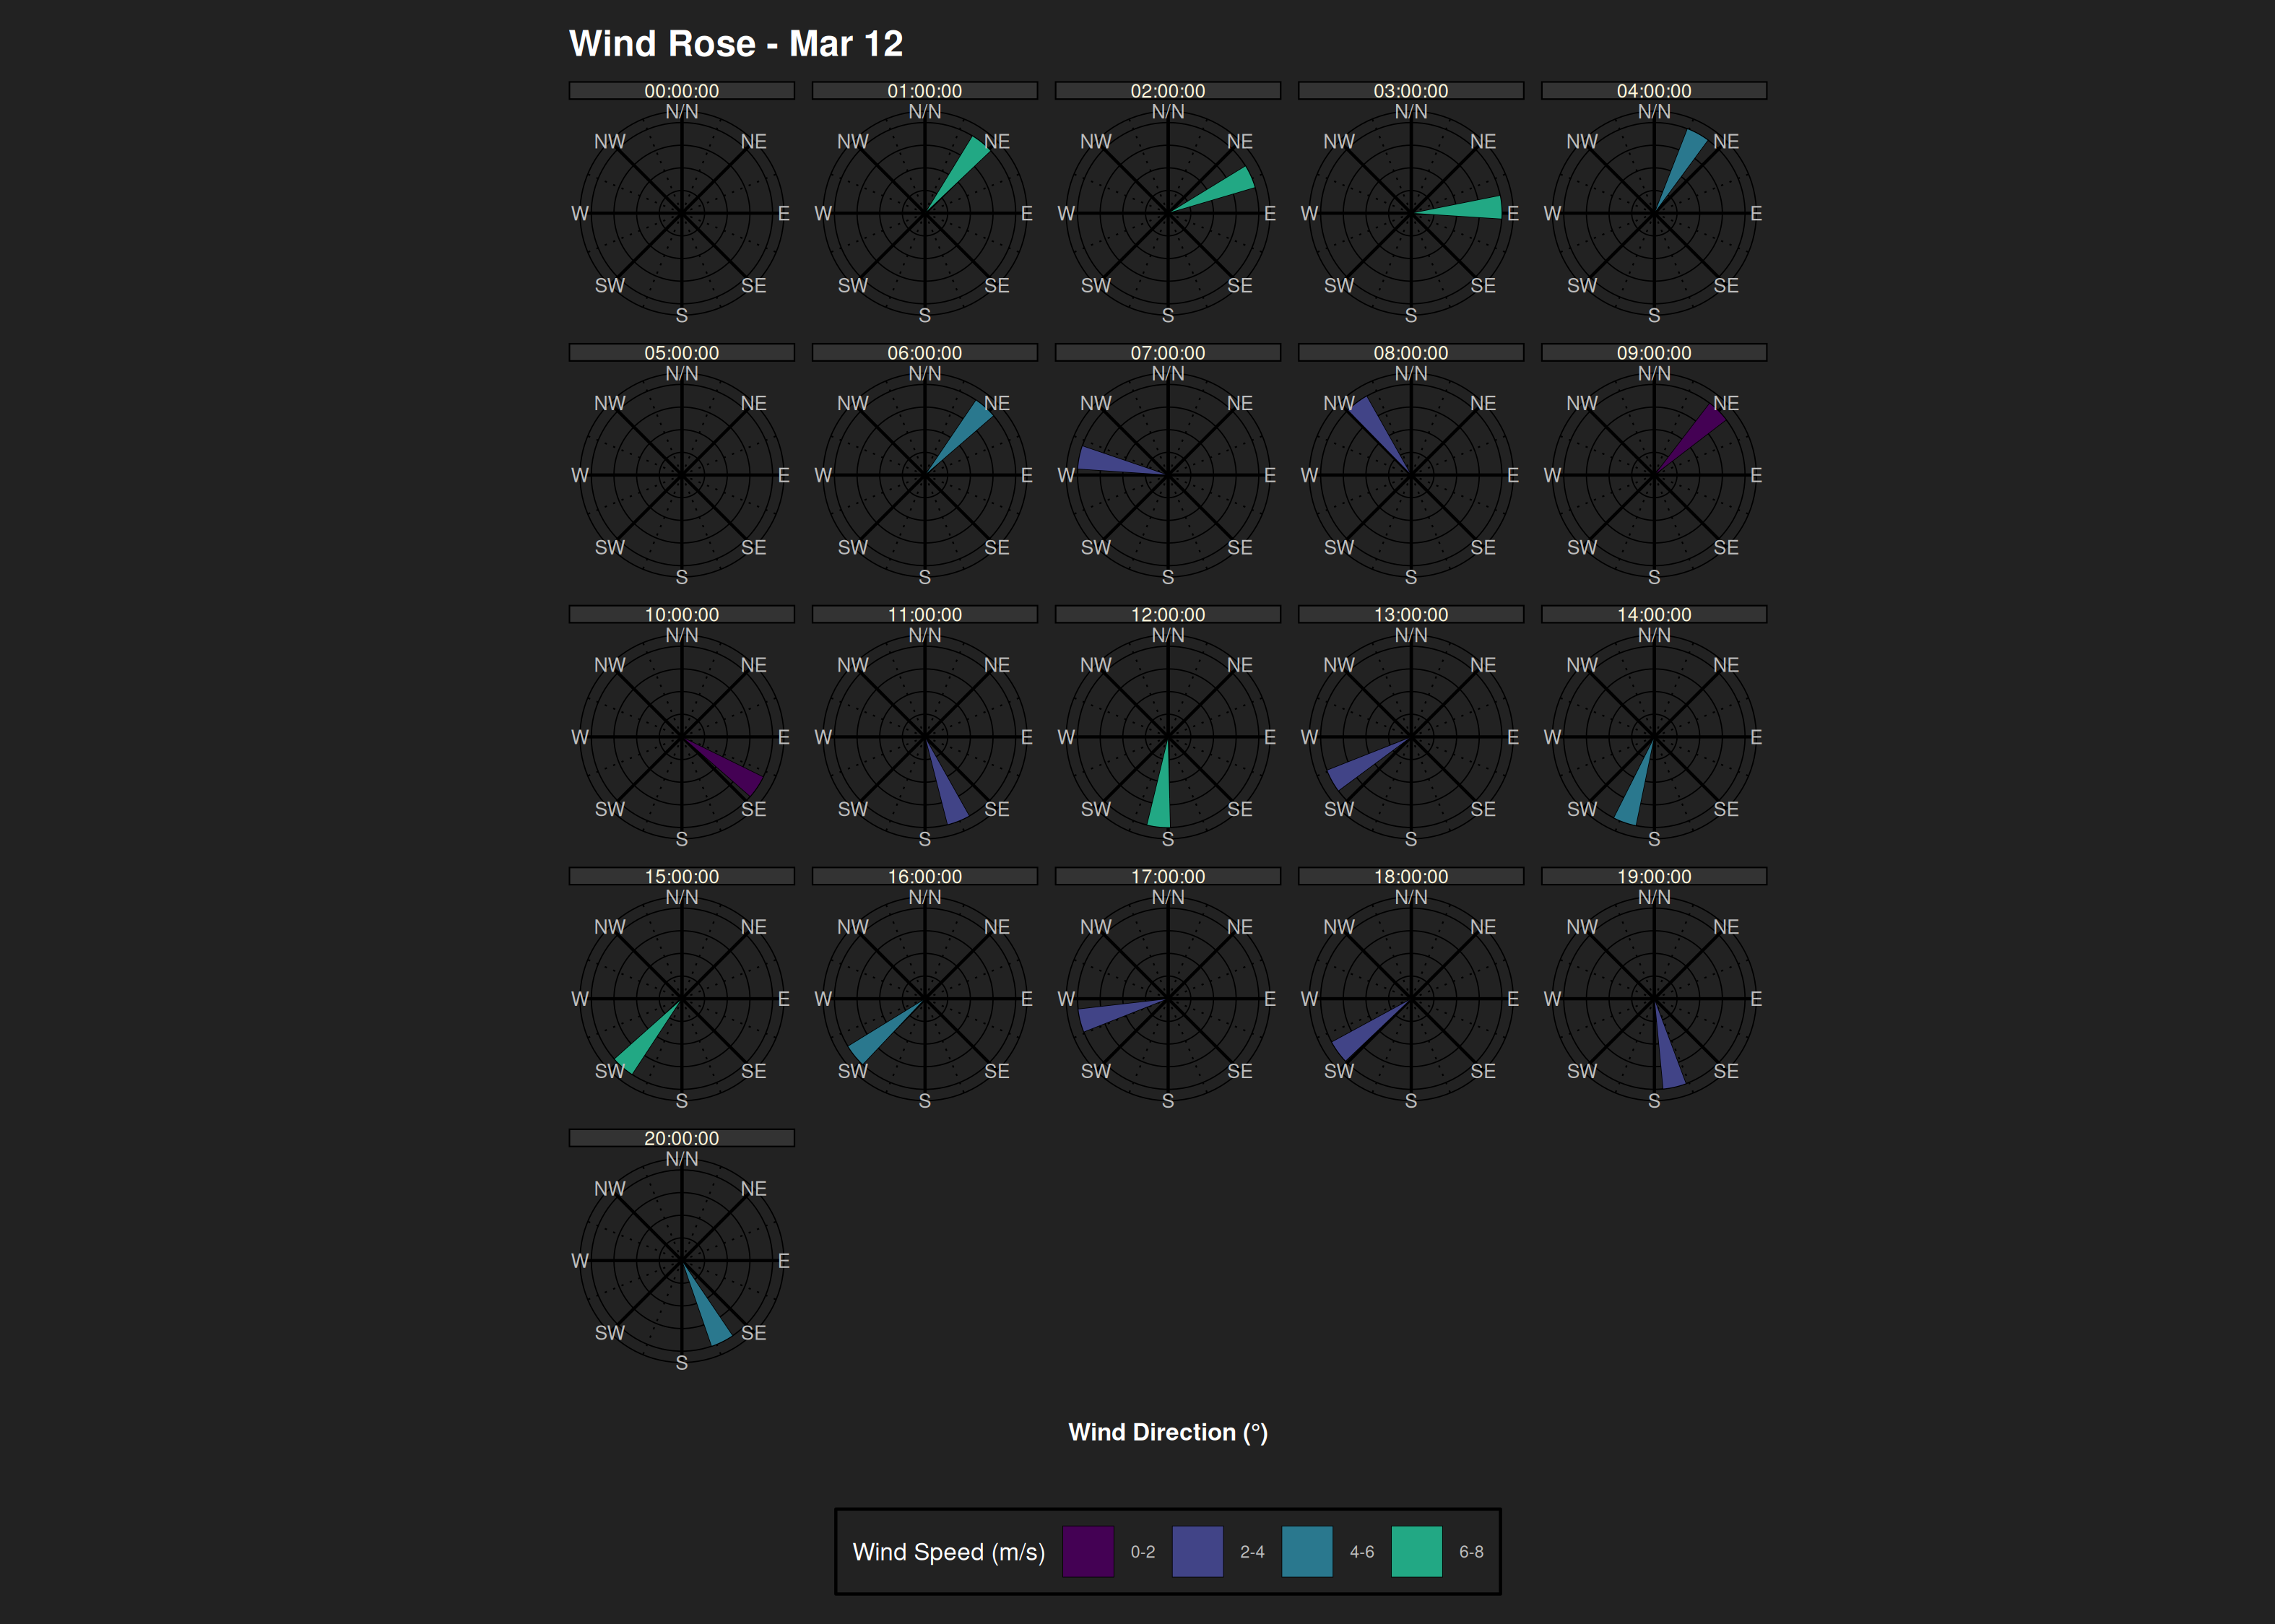 Wind Rose - Mar 12
00:00:00 01:00:00 02:00:00 03:00:00 04:00:00
N/N N/N N/N N/N N/N
NW NE NW NE NW NE NW NE NW NE
W E W E W E W E W E
SW SE SW SE SW SE SW SE SW SE
S S S S S
05:00:00 06:00:00 07:00:00 08:00:00 09:00:00
N/N N/N N/N N/N N/N
NW NE NW NE NW NE NW NE NW NE
W E W E W E W E W E
SW SE SW SE SW SE SW SE SW SE
S S S S S
10:00:00 11:00:00 12:00:00 13:00:00 14:00:00
N/N N/N N/N N/N N/N
NW NE NW NE NW NE NW NE NW NE
W E W E W E W E W E
SW SE SW SE SW SE SW SE SW SE
S S S S S
15:00:00 16:00:00 17:00:00 18:00:00 19:00:00
N/N N/N N/N N/N N/N
NW NE NW NE NW NE NW NE NW NE
W E W E W E W E W E
SW SE SW SE SW SE SW SE SW SE
S S S S S
20:00:00
N/N
NW NE
W E
SW SE
S
Wind Direction (°)
Wind Speed (m/s) 0-2 2-4 4-6 6-8